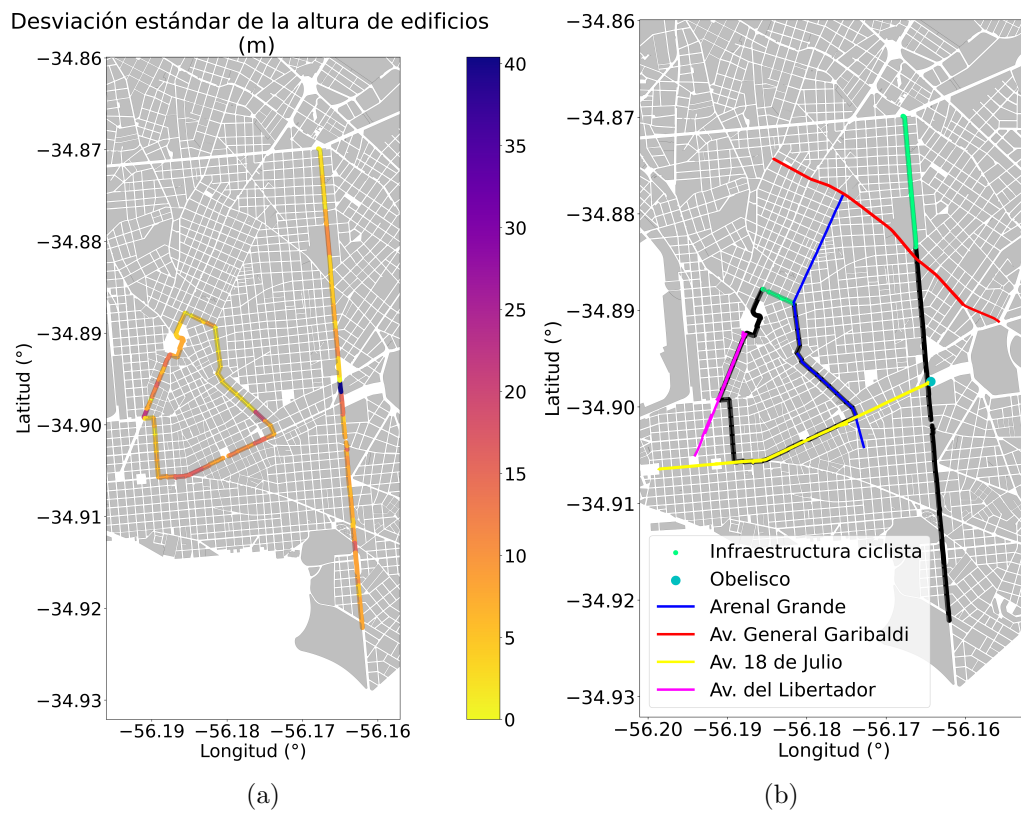 Desviación estándar de la altura de edificios
(m)
−34.86
−34.87
−34.88
−34.89
−34.90
−34.91
−34.92
−34.93
Latitud (°)
−56.19 −56.18 −56.17 −56.16
Longitud (°)
40
35
30
25
20
15
10
5
0
(a)
−34.86
−34.87
−34.88
−34.89
−34.90
−34.91
−34.92
−34.93
Latitud (°)
Infraestructura ciclista
Obelisco
Arenal Grande
Av. General Garibaldi
Av. 18 de Julio
Av. del Libertador
−56.20 −56.19 −56.18 −56.17 −56.16
Longitud (°)
(b)